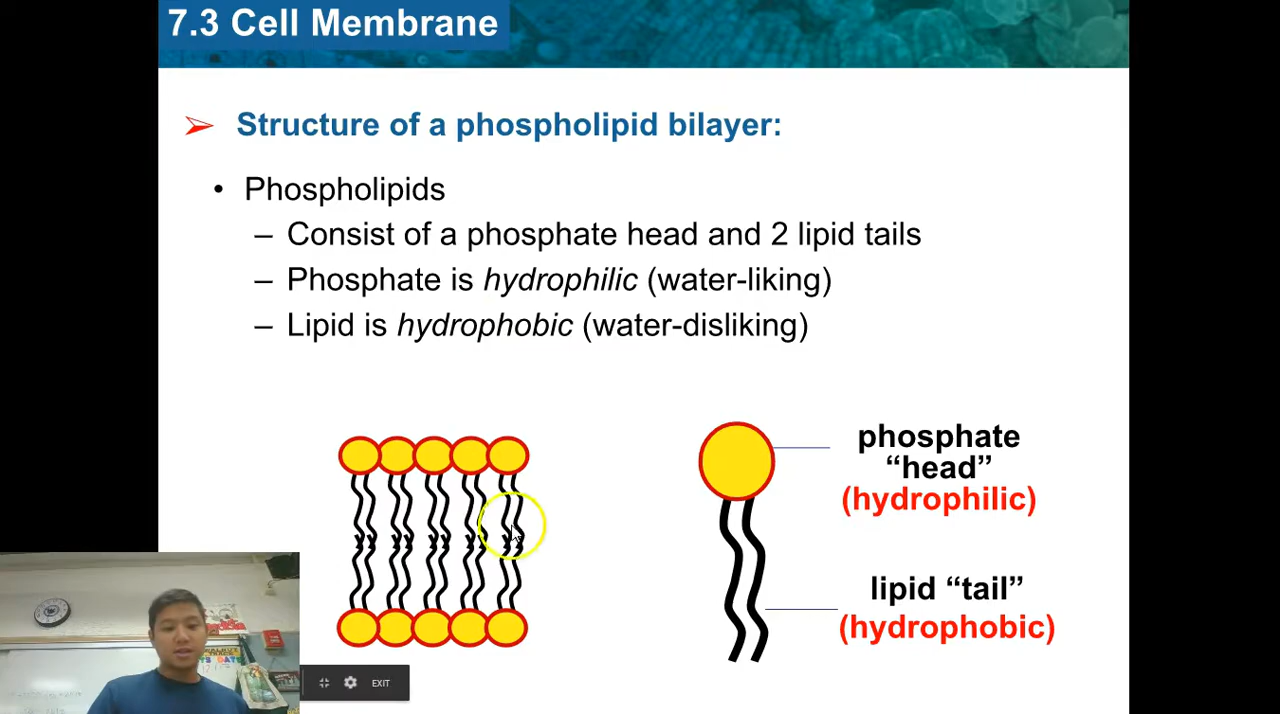 7.3 Cell Membrane
➢ Structure of a phospholipid bilayer:
• Phospholipids
– Consist of a phosphate head and 2 lipid tails
– Phosphate is hydrophilic (water-liking)
– Lipid is hydrophobic (water-disliking)
phosphate
“head”
(hydrophilic)
lipid “tail”
(hydrophobic)
EXIT